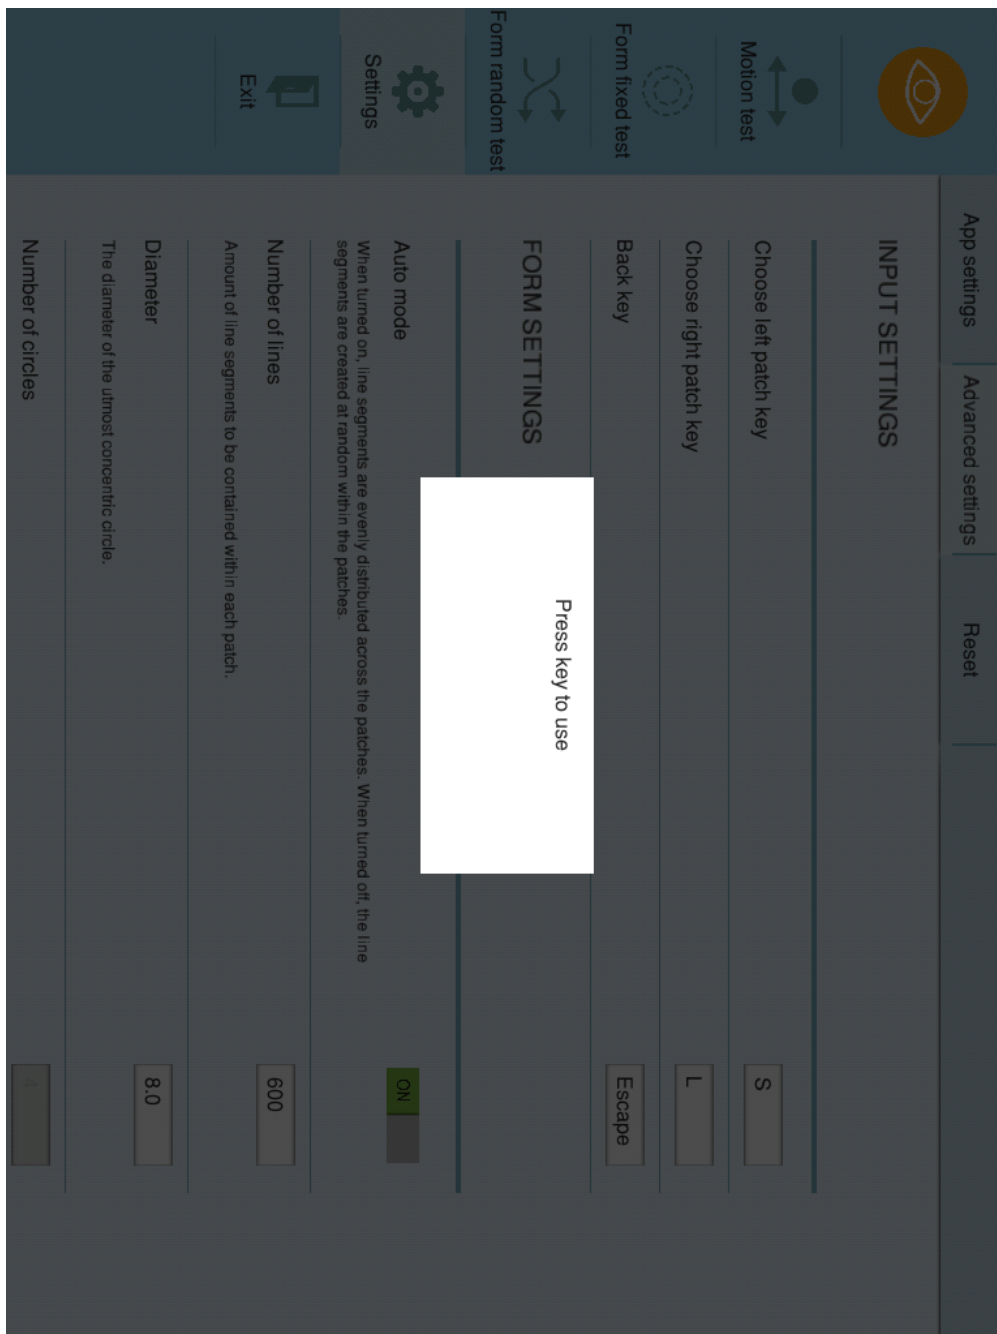 App settings
Advanced settings
Reset
Motion test
Form fixed test
Form random test
Settings
Exit
INPUT SETTINGS
Choose left patch key
S
Choose right patch key
L
Back key
Escape
FORM SETTINGS
Press key to use
Auto mode
ON
When turned on, line segments are evenly distributed across the patches. When turned off, the line
segments are created at random within the patches.
Number of lines
600
Amount of line segments to be contained within each patch.
Diameter
8.0
The diameter of the utmost concentric circle.
Number of circles
4